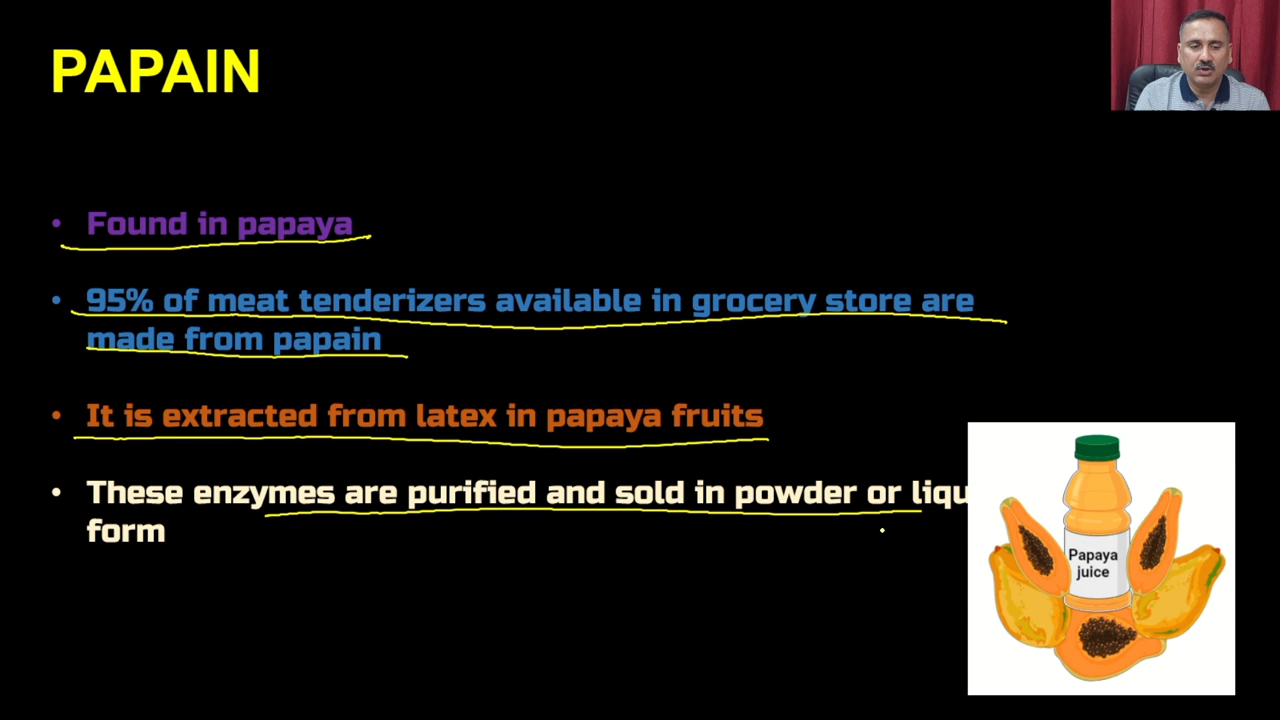 PAPAIN
• Found in papaya
• 95% of meat tenderizers available in grocery store are
made from papain
• It is extracted from latex in papaya fruits
• These enzymes are purified and sold in powder or liqu
form
Papaya
juice